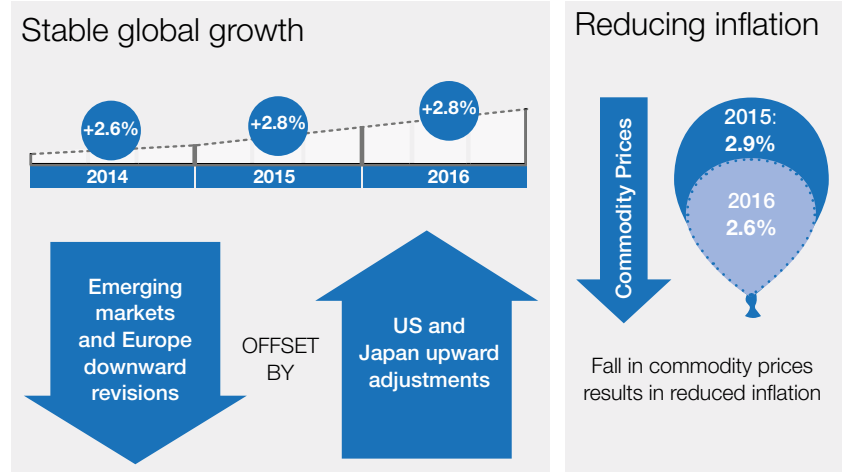 Stable global growth
+2.6%
+2.8%
+2.8%
2014
2015
2016
Emerging
markets
and Europe
downward
revisions
OFFSET
BY
US and
Japan upward
adjustments
Reducing inflation
Commodity Prices
2015:
2.9%
2016
2.6%
Fall in commodity prices
results in reduced inflation